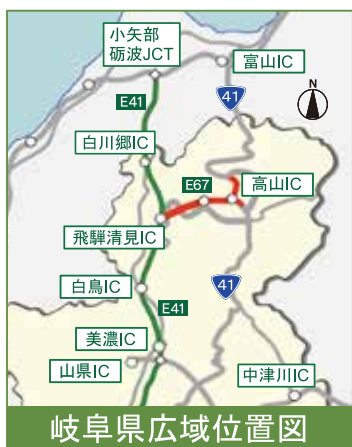 小矢部
砺波JCT
富山IC
N
E41
41
白川郷IC
E67
高山IC
飛騨清見IC
白鳥IC
41
E41
美濃IC
山県IC
中津川IC
岐阜県広域位置図